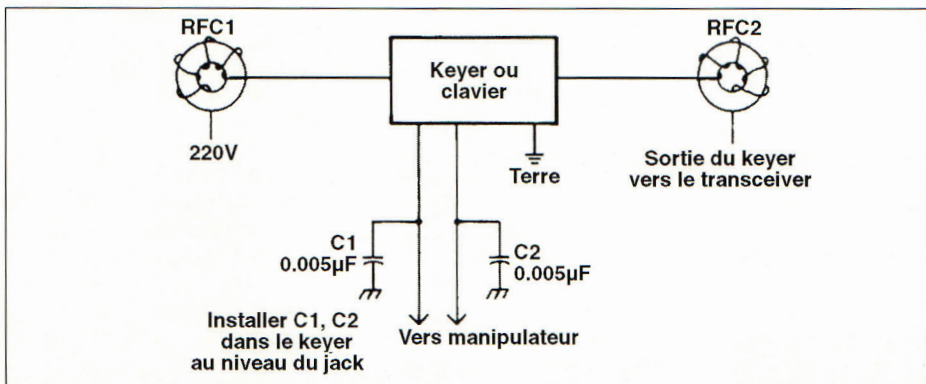 RFC1
RFC2
Keyer ou
clavier
220V
Terre
Sortie du keyer
vers le transceiver
C1
0.005µF
C2
0.005µF
Installer C1, C2
dans le keyer
au niveau du jack
Vers manipulateur